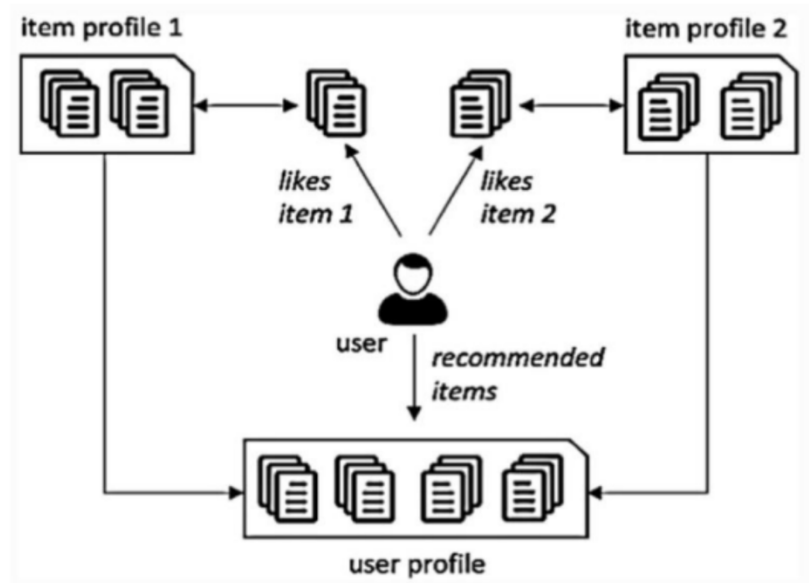 item profile 1
item profile 2
likes
item 1
likes
item 2
user
recommended
items
user profile